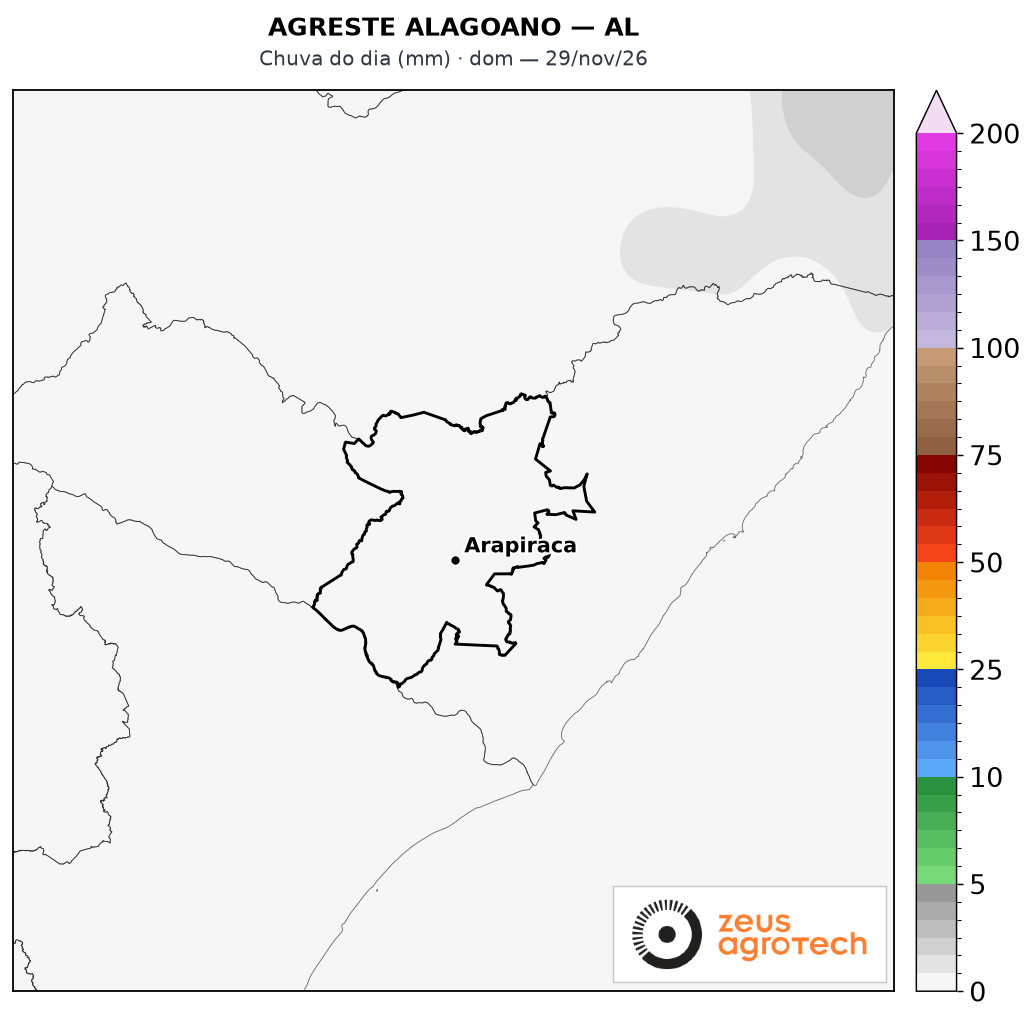 AGRESTE ALAGOANO — AL
Chuva do dia (mm) · dom — 29/nov/26
200
150
100
75
50
25
10
5
0
Arapiraca
zeus
agrotech